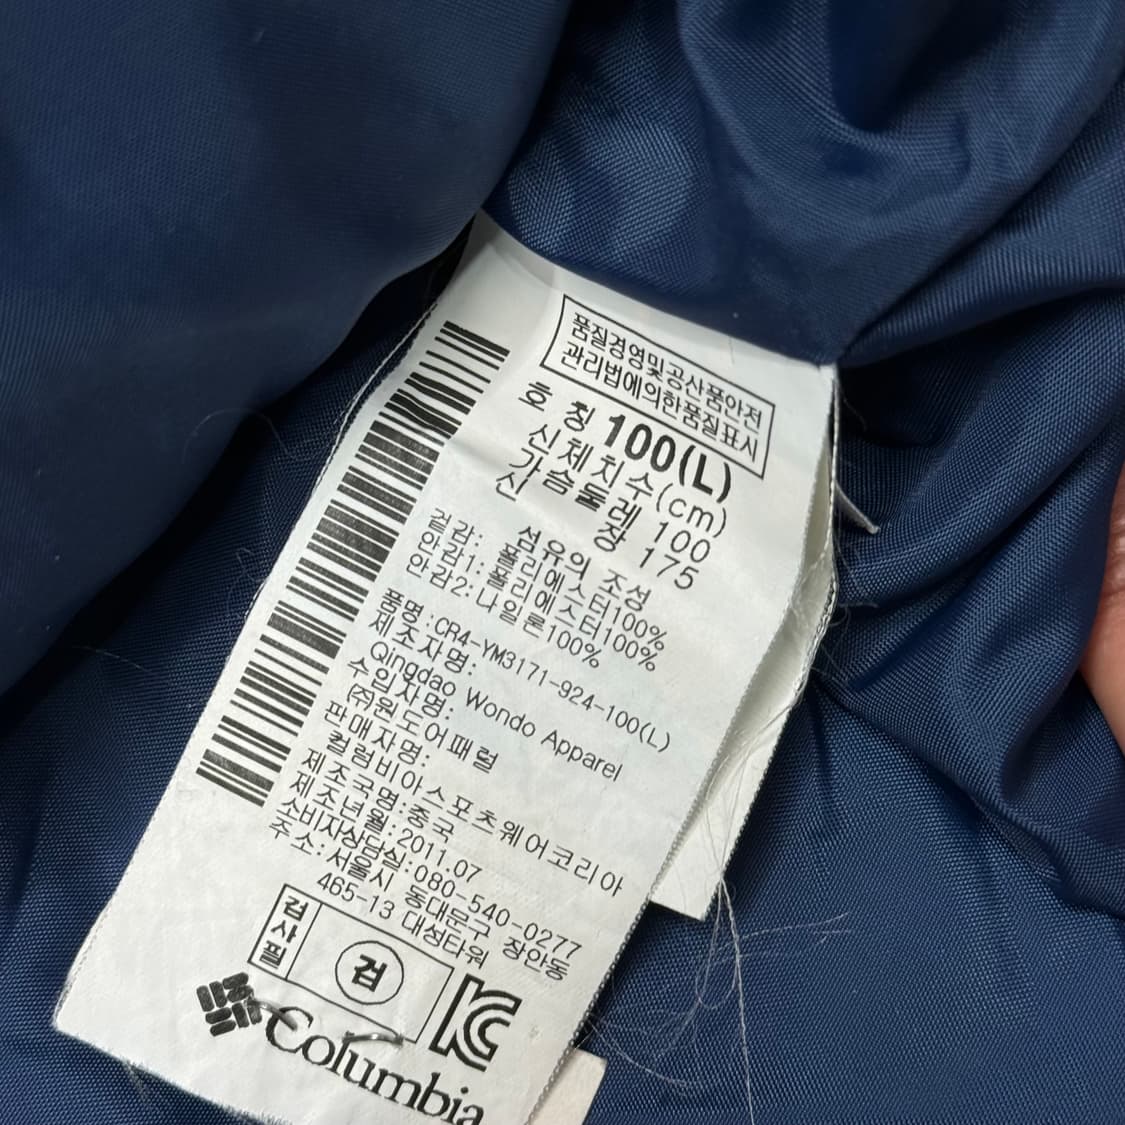 품질경영및공산품안전
관리법에의한품질표시
호 칭 100(L)
신체치수(cm)
가슴둘레 100
신 장 175
섬유의 조성
겉감: 폴리에스터100%
안감1: 폴리에스터100%
안감2: 나일론100%
품명:CR4-YM3171-924-100(L)
제조자명:
Qingdao Wondo Apparel
수입자명:
㈜원도어패럴
판매자명:
컬럼비아스포츠웨어코리아
제조국명:중국
제조년월:2011.07
소비자상담실:080-540-0277
주 소:서울시 동대문구 장안동
465-13 대성타워
검사필
검
Columbia